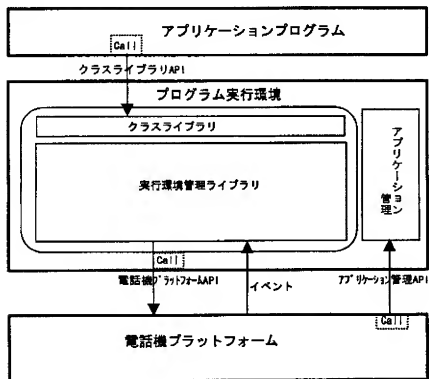 アプリケーションプログラム
Call
クラスライブラリAPI
プログラム実行環境
クラスライブラリ
実行環境管理ライブラリ
アプリケーション管理
Call
電話機プラットフォームAPI
イベント
アプリケーション管理API
Call
電話機プラットフォーム